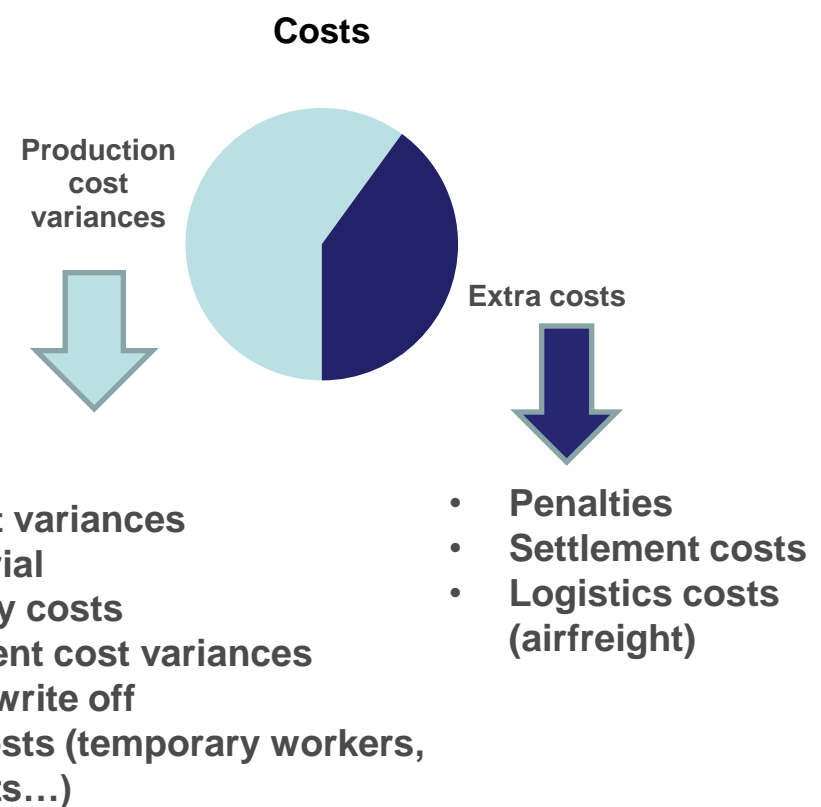 Costs
Production
cost
variances
Extra costs
variances
costs
cost variances
write off
(temporary workers,
• Penalties
• Settlement costs
• Logistics costs
(airfreight)